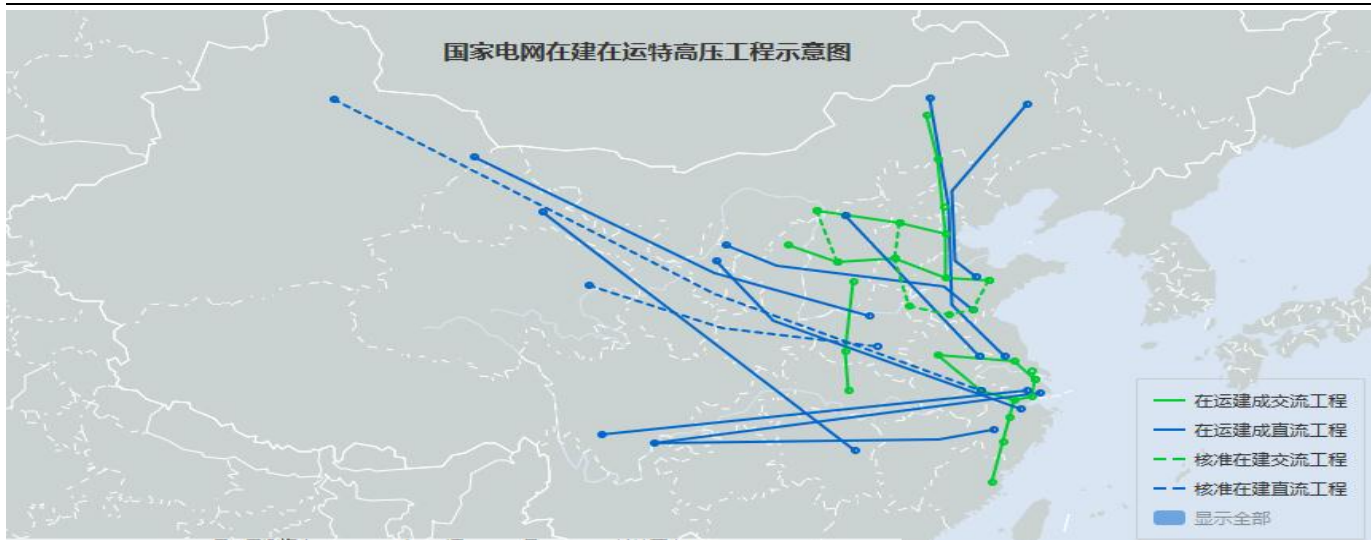 国家电网在建在运特高压工程示意图
在运建成交流工程
在运建成直流工程
核准在建交流工程
核准在建直流工程
显示全部